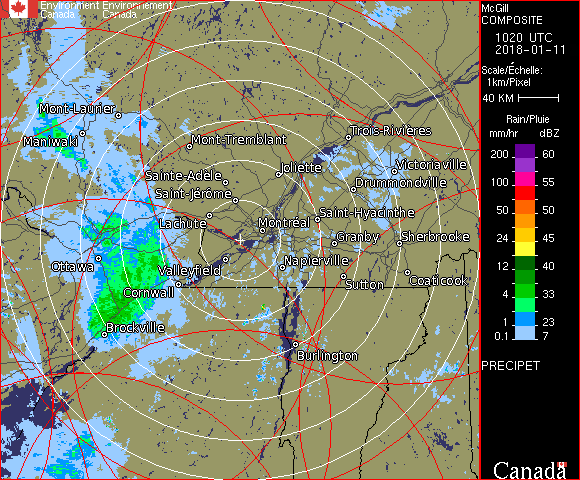 Environment Environnement
Canada Canada
McGill
COMPOSITE
1020 UTC
2018-01-11
Scale/Échelle:
1km/Pixel
40 KM
Rain/Pluie
mm/hr dBZ
200 60
100 55
50 50
24 45
12 40
4 33
1 23
0.1 7
PRECIPET
Canada
Mont-Laurier
Maniwaki
Mont-Tremblant
Trois-Rivières
Sainte-Adèle
Joliette
Victoriaville
Saint-Jérôme
Drummondville
Lachute
Montréal
Saint-Hyacinthe
Ottawa
Valleyfield
Napierville
Granby
Sherbrooke
Cornwall
Sutton
Coaticook
Brockville
Burlington